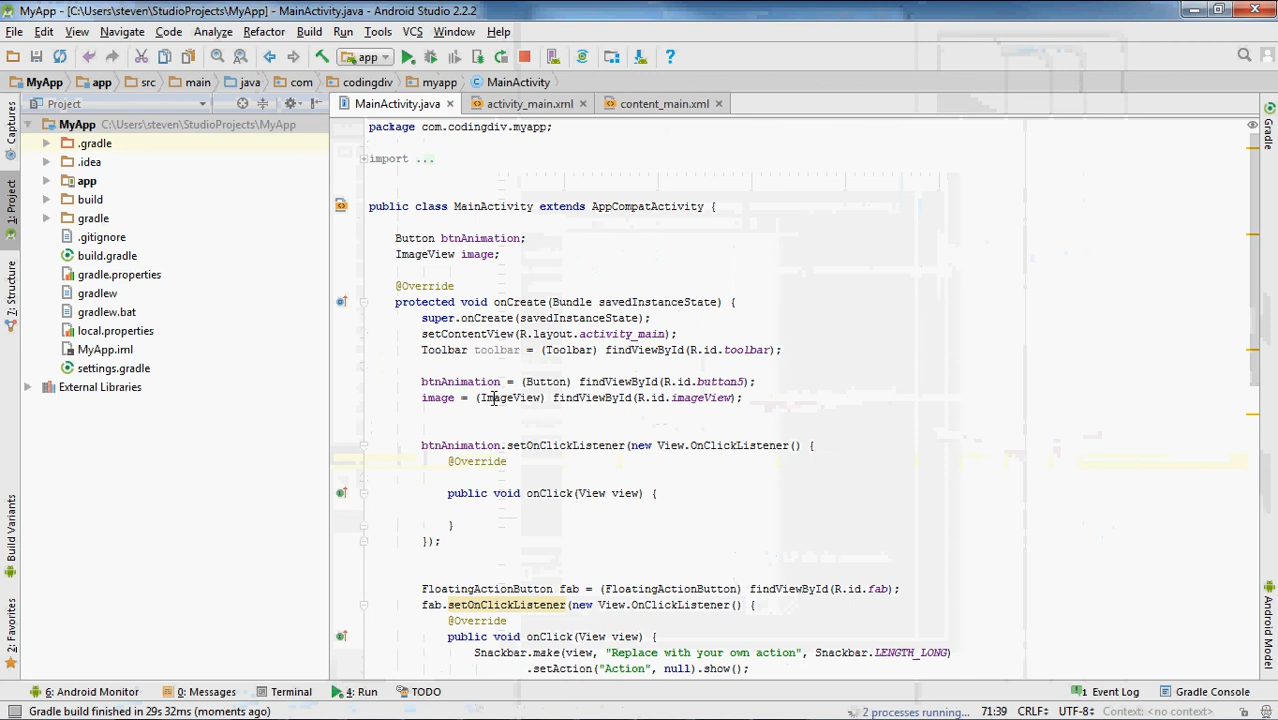 MyApp - [C:\Users\steven\StudioProjects\MyApp] - MainActivity.java - Android Studio 2.2.2
File Edit View Navigate Code Analyze Refactor Build Run Tools VCS Window Help
app
MyApp app src main java com codingdiv myapp MainActivity
Captures
1: Project
7: Structure
Build Variants
2: Favorites
Project
MyApp C:\Users\steven\StudioProjects\MyApp
.gradle
.idea
app
build
gradle
.gitignore
build.gradle
gradle.properties
gradlew
gradlew.bat
local.properties
MyApp.iml
settings.gradle
External Libraries
MainActivity.java activity_main.xml content_main.xml
package com.codingdiv.myapp;
import ...
public class MainActivity extends AppCompatActivity {
Button btnAnimation;
ImageView image;
@Override
protected void onCreate(Bundle savedInstanceState) {
super.onCreate(savedInstanceState);
setContentView(R.layout.activity_main);
Toolbar toolbar = (Toolbar) findViewById(R.id.toolbar);
btnAnimation = (Button) findViewById(R.id.button5);
image = (ImageView) findViewById(R.id.imageView);
btnAnimation.setOnClickListener(new View.OnClickListener() {
@Override
public void onClick(View view) {
}
});
FloatingActionButton fab = (FloatingActionButton) findViewById(R.id.fab);
fab.setOnClickListener(new View.OnClickListener() {
@Override
public void onClick(View view) {
Snackbar.make(view, "Replace with your own action", Snackbar.LENGTH_LONG)
.setAction("Action", null).show();
Gradle
Android Model
6: Android Monitor 0: Messages Terminal 4: Run TODO 1 Event Log Gradle Console
Gradle build finished in 29s 32ms (moments ago) 2 processes running... 71:39 CRLF UTF-8 Context: <no context>